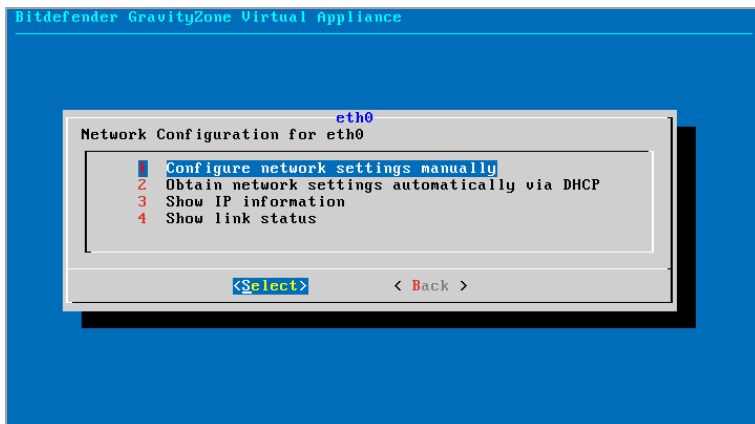 Bitdefender GravityZone Virtual Appliance
eth0
Network Configuration for eth0
1 Configure network settings manually
2 Obtain network settings automatically via DHCP
3 Show IP information
4 Show link status
<Select> < Back >